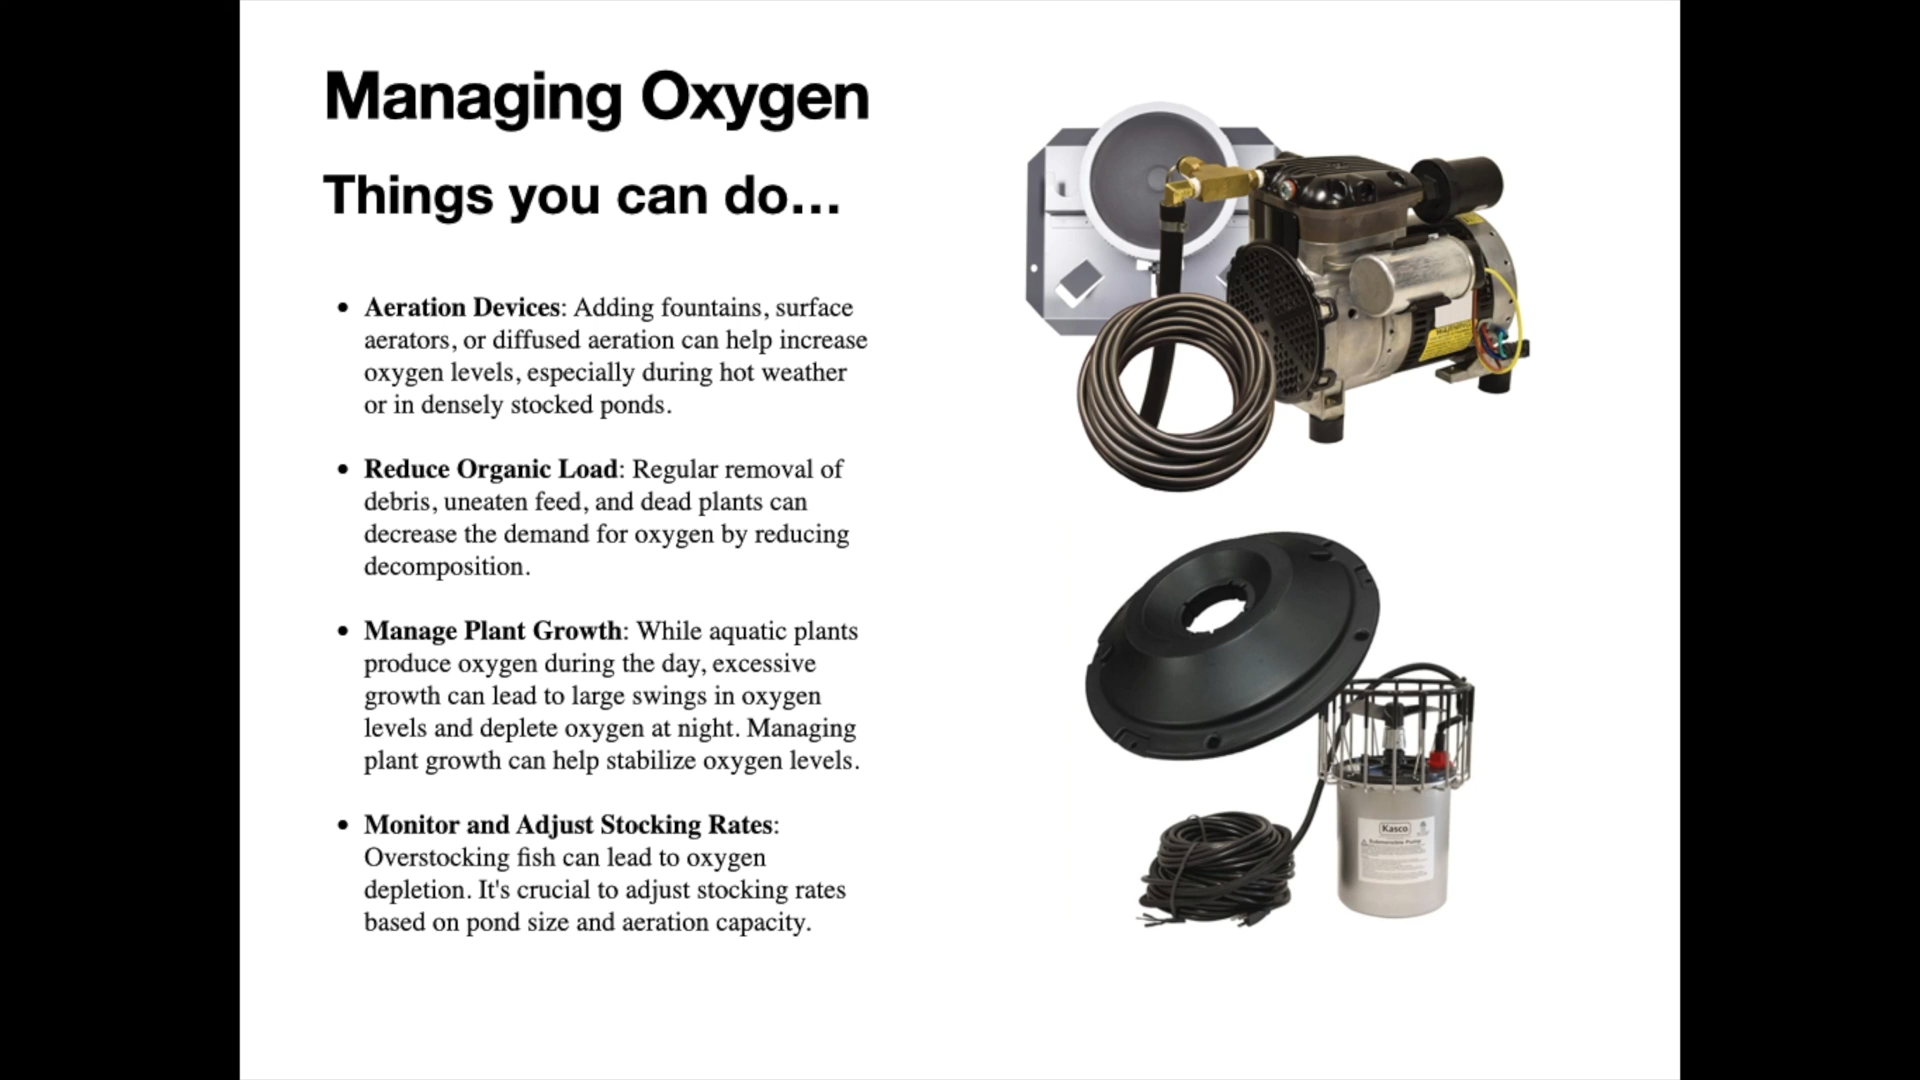 Managing Oxygen
Things you can do…
• Aeration Devices: Adding fountains, surface
aerators, or diffused aeration can help increase
oxygen levels, especially during hot weather
or in densely stocked ponds.
• Reduce Organic Load: Regular removal of
debris, uneaten feed, and dead plants can
decrease the demand for oxygen by reducing
decomposition.
• Manage Plant Growth: While aquatic plants
produce oxygen during the day, excessive
growth can lead to large swings in oxygen
levels and deplete oxygen at night. Managing
plant growth can help stabilize oxygen levels.
• Monitor and Adjust Stocking Rates:
Overstocking fish can lead to oxygen
depletion. It's crucial to adjust stocking rates
based on pond size and aeration capacity.
WARNING
Kasco
Submersible Pump